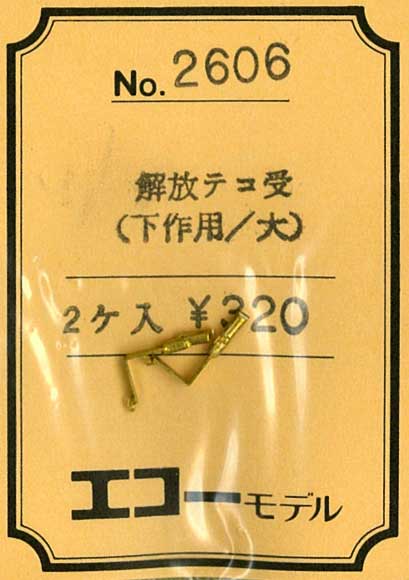 No. 2606
解放テコ受
(下作用/大)
2ケ入 ¥320
エコーモデル